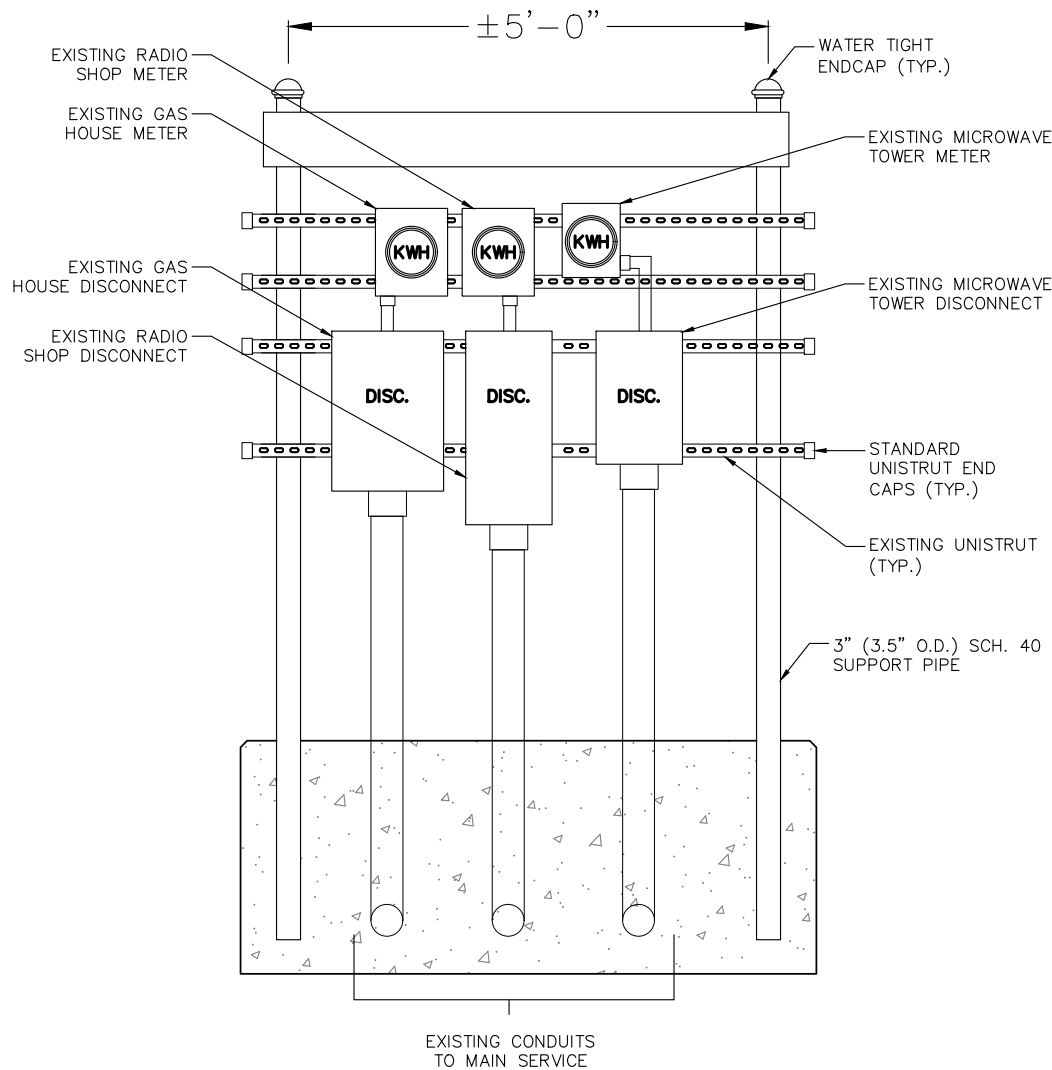 ±5'-0"
EXISTING RADIO
SHOP METER
WATER TIGHT
ENDCAP (TYP.)
EXISTING GAS
HOUSE METER
EXISTING MICROWAVE
TOWER METER
KWH
KWH
KWH
EXISTING GAS
HOUSE DISCONNECT
EXISTING MICROWAVE
TOWER DISCONNECT
EXISTING RADIO
SHOP DISCONNECT
DISC.
DISC.
DISC.
STANDARD
UNISTRUT END
CAPS (TYP.)
EXISTING UNISTRUT
(TYP.)
3" (3.5" O.D.) SCH. 40
SUPPORT PIPE
EXISTING CONDUITS
TO MAIN SERVICE